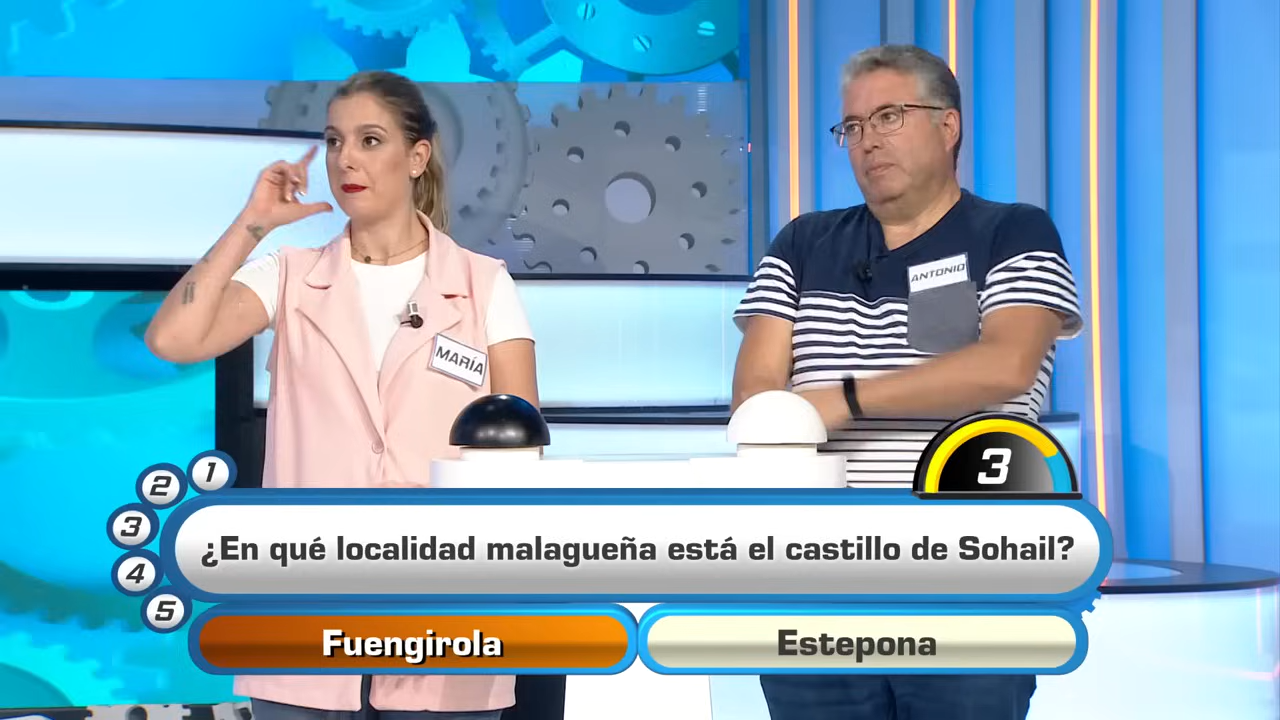 MARÍA
ANTONIO
3
1
2
3
4
5
¿En qué localidad malagueña está el castillo de Sohail?
Fuengirola
Estepona